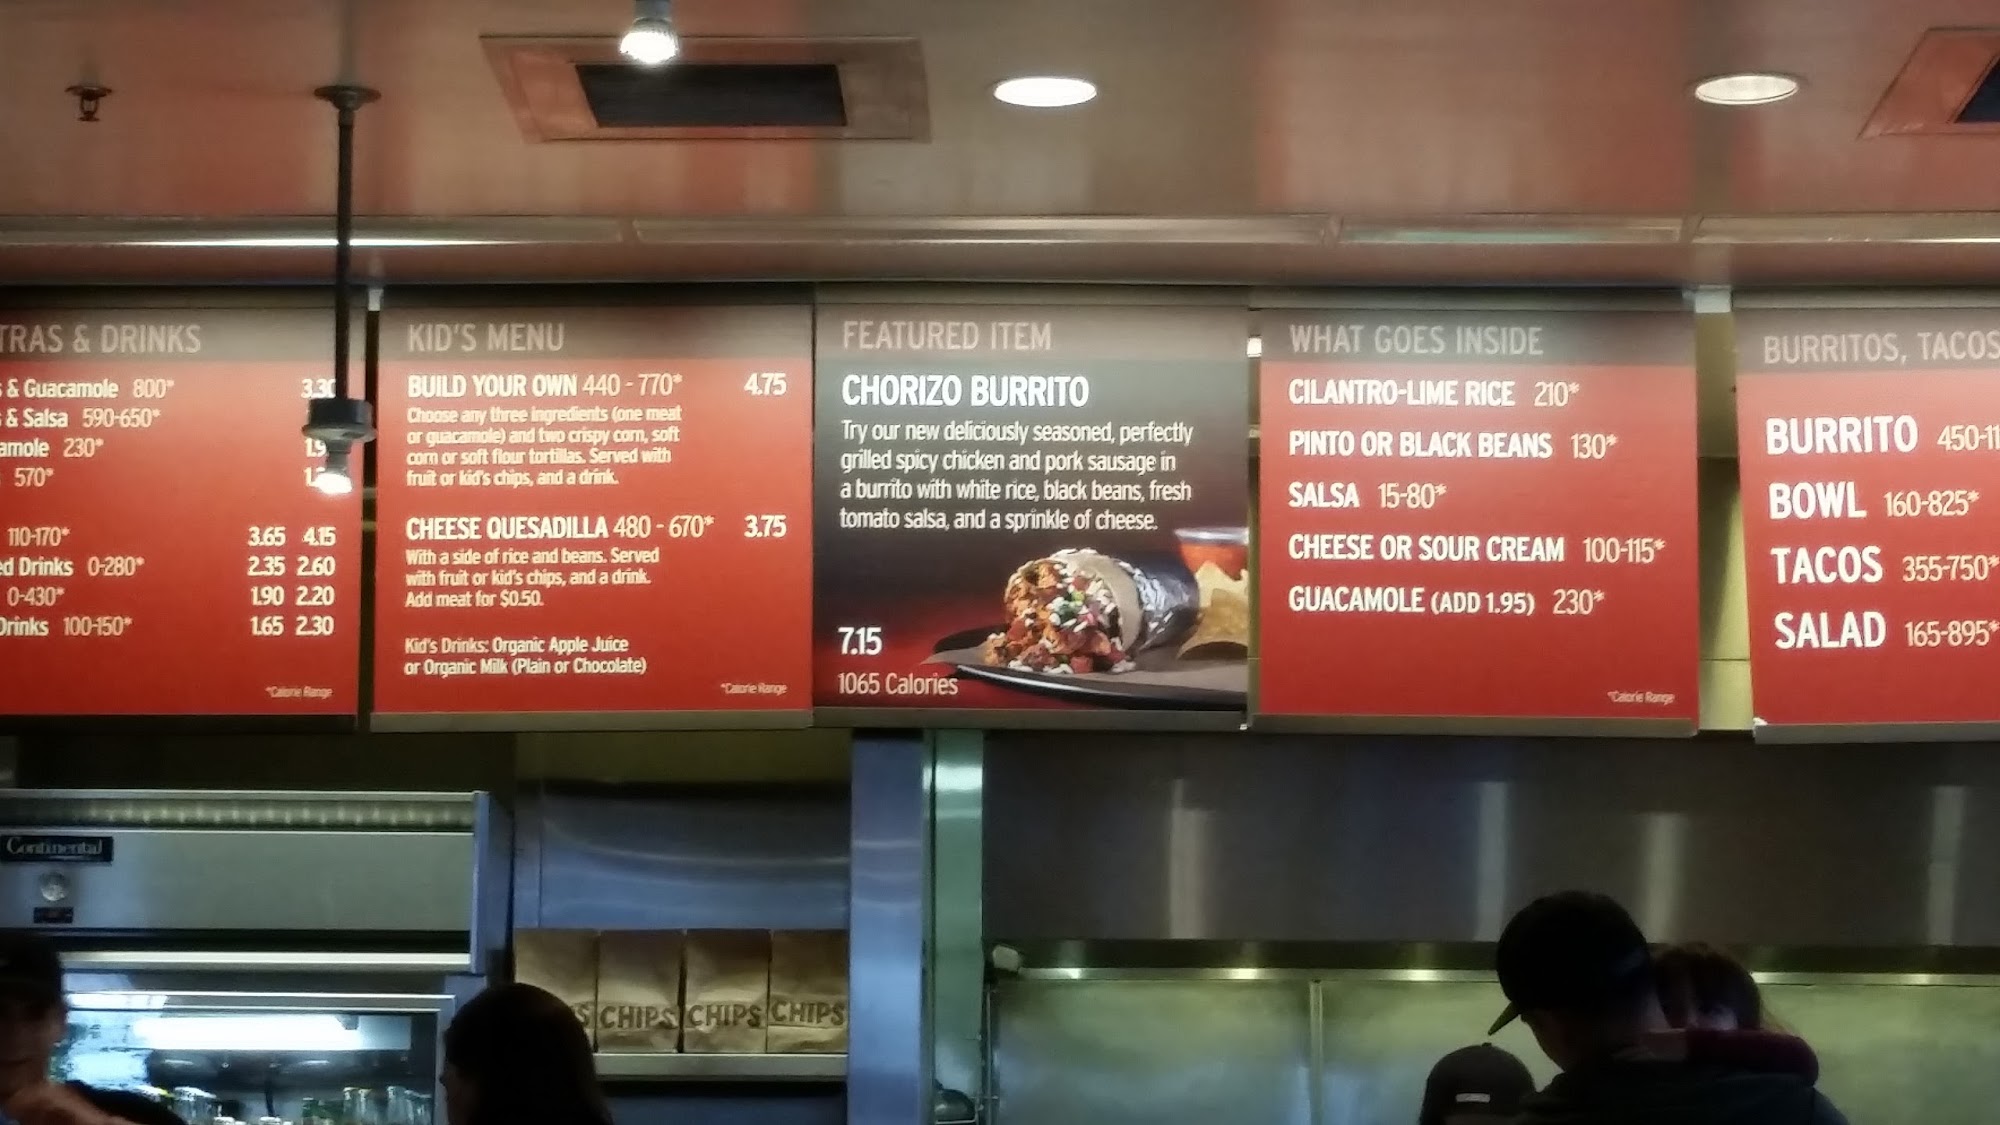 TRAS & DRINKS
& Guacamole 800* 3.30
& Salsa 590-650*
amole 230* 1.9
570*
110-170* 3.65 4.15
ed Drinks 0-280* 2.35 2.60
0-430* 1.90 2.20
Drinks 100-150* 1.65 2.30
*Calorie Range
KID'S MENU
BUILD YOUR OWN 440 - 770* 4.75
Choose any three ingredients (one meat
or guacamole) and two crispy corn, soft
corn or soft flour tortillas. Served with
fruit or kid's chips, and a drink.
CHEESE QUESADILLA 480 - 670* 3.75
With a side of rice and beans. Served
with fruit or kid's chips, and a drink.
Add meat for $0.50.
Kid's Drinks: Organic Apple Juice
or Organic Milk (Plain or Chocolate)
*Calorie Range
FEATURED ITEM
CHORIZO BURRITO
Try our new deliciously seasoned, perfectly
grilled spicy chicken and pork sausage in
a burrito with white rice, black beans, fresh
tomato salsa, and a sprinkle of cheese.
7.15
1065 Calories
WHAT GOES INSIDE
CILANTRO-LIME RICE 210*
PINTO OR BLACK BEANS 130*
SALSA 15-80*
CHEESE OR SOUR CREAM 100-115*
GUACAMOLE (ADD 1.95) 230*
*Calorie Range
BURRITOS, TACOS
BURRITO 450-11
BOWL 160-825*
TACOS 355-750*
SALAD 165-895*
Continental
S CHIPS CHIPS CHIPS